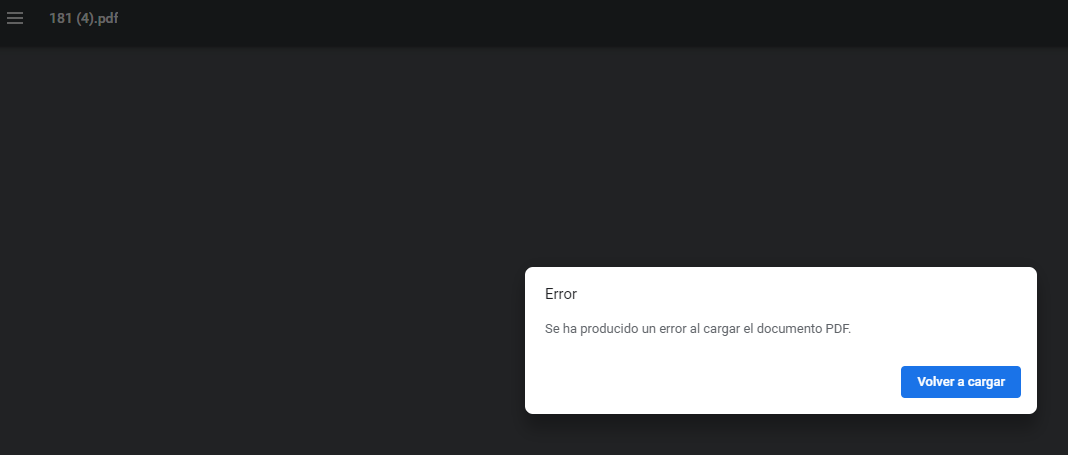 181 (4).pdf
Error
Se ha producido un error al cargar el documento PDF.
Volver a cargar